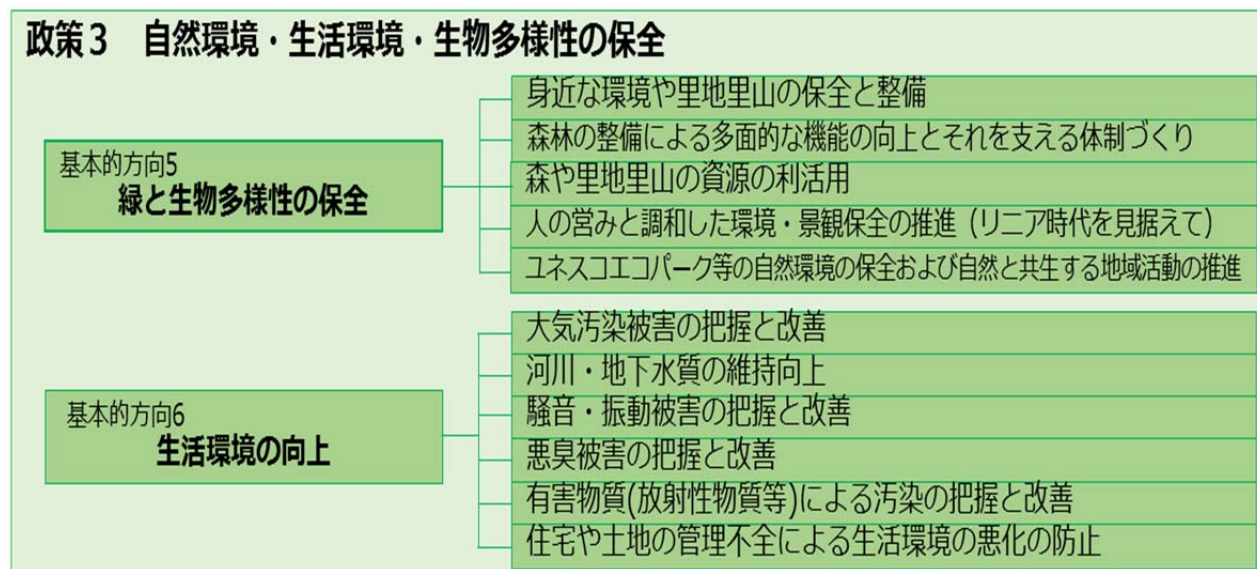 政策３　自然環境・生活環境・生物多様性の保全
基本的方向5
緑と生物多様性の保全
身近な環境や里地里山の保全と整備
森林の整備による多面的な機能の向上とそれを支える体制づくり
森や里地里山の資源の利活用
人の営みと調和した環境・景観保全の推進（リニア時代を見据えて）
ユネスコエコパーク等の自然環境の保全および自然と共生する地域活動の推進
基本的方向6
生活環境の向上
大気汚染被害の把握と改善
河川・地下水質の維持向上
騒音・振動被害の把握と改善
悪臭被害の把握と改善
有害物質(放射性物質等)による汚染の把握と改善
住宅や土地の管理不全による生活環境の悪化の防止